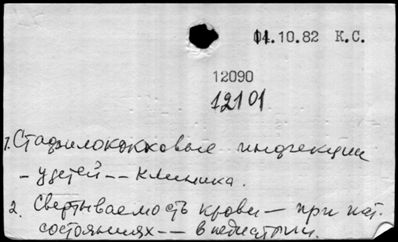 04.10.82 К.С.
12090
12101
1. Стафилококковые инфекции
- у детей -- клиника.
2. Свертываемость крови - при пат.
состояниях -- в педиатрии.